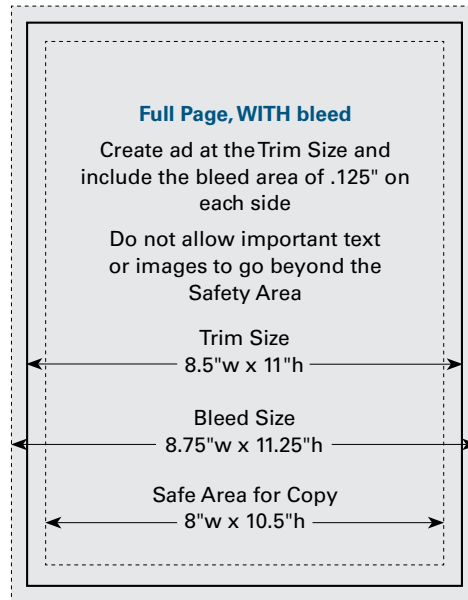 Full Page, WITH bleed
Create ad at the Trim Size and
include the bleed area of .125" on
each side
Do not allow important text
or images to go beyond the
Safety Area
Trim Size
8.5"w x 11"h
Bleed Size
8.75"w x 11.25"h
Safe Area for Copy
8"w x 10.5"h